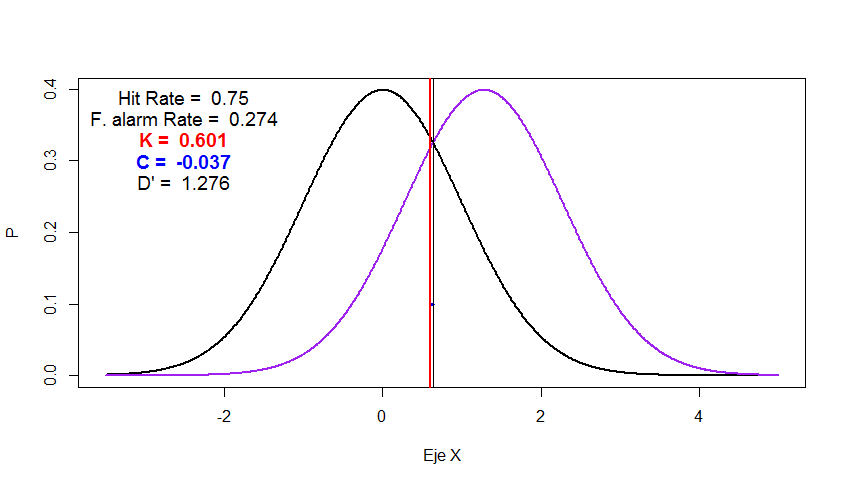 Hit Rate =  0.75
F. alarm Rate =  0.274
K =  0.601
C =  -0.037
D' =  1.276
P
0.4
0.3
0.2
0.1
0.0
-2
0
2
4
Eje X